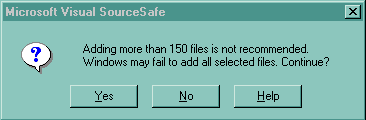 Microsoft Visual SourceSafe
Adding more than 150 files is not recommended.
Windows may fail to add all selected files. Continue?
Yes
No
Help